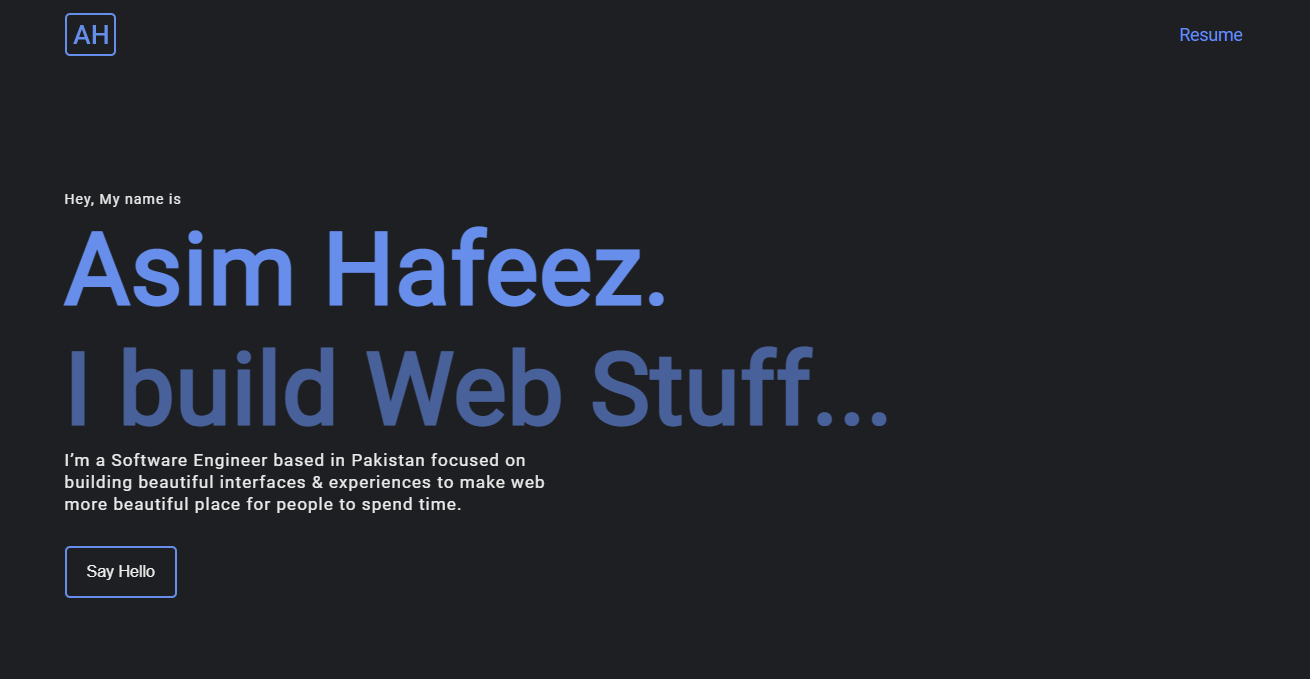 AH
Resume
Hey, My name is
Asim Hafeez.
I build Web Stuff...
I’m a Software Engineer based in Pakistan focused on
building beautiful interfaces & experiences to make web
more beautiful place for people to spend time.
Say Hello